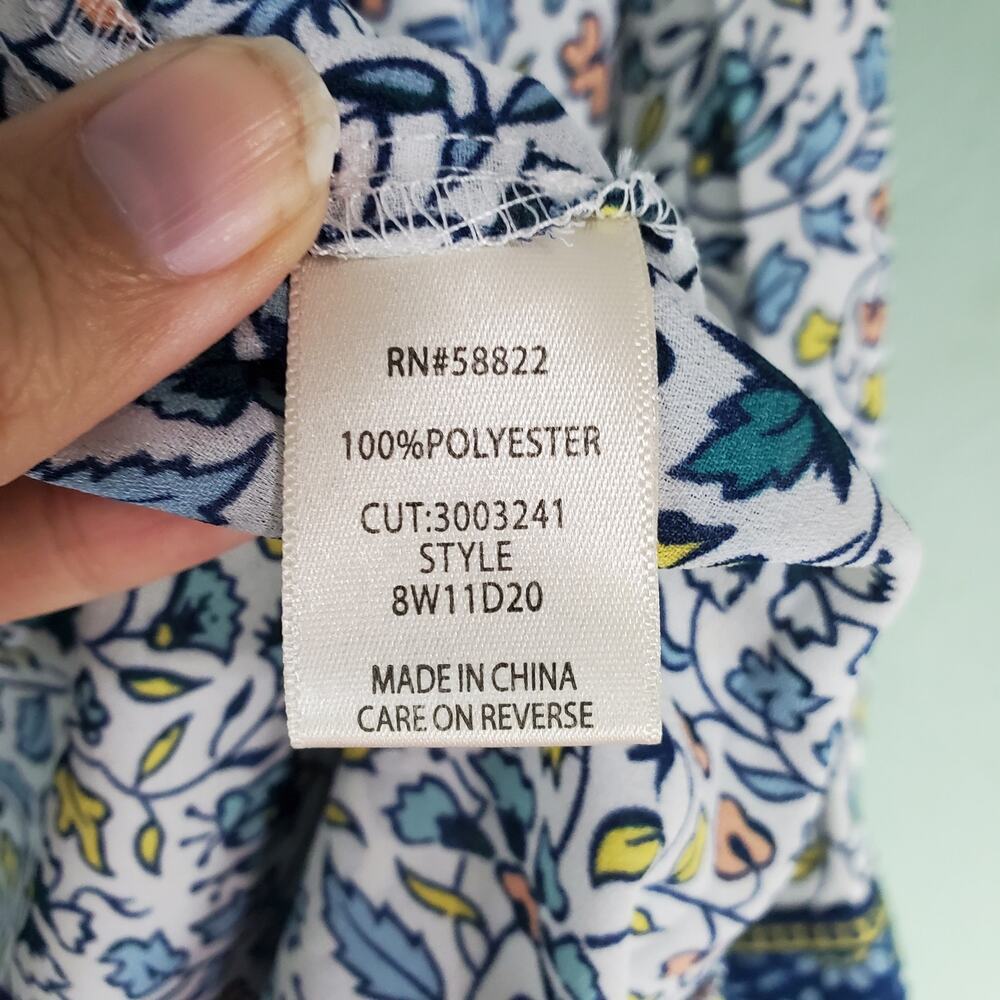 RN#58822
100%POLYESTER
CUT:3003241
STYLE
8W11D20
MADE IN CHINA
CARE ON REVERSE